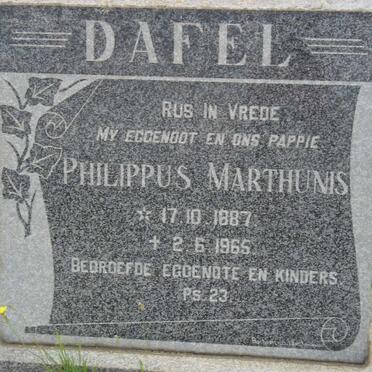 DAFEL
RUS IN VREDE
MY EGGENOOT EN ONS PAPPIE
PHILIPPUS MARTHUNIS
☆ 17.10.1887
✝ 2.6.1965
BEDROEFDE EGGENOTE EN KINDERS
PS. 23